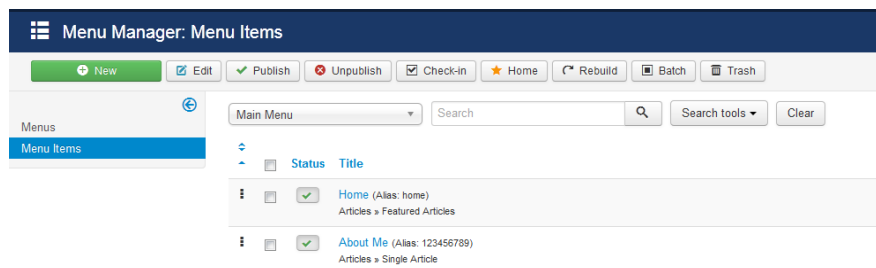 Menu Manager: Menu Items
New Edit Publish Unpublish Check-in Home Rebuild Batch Trash
Menus
Menu Items
Main Menu Search Search tools Clear
Status Title
Home (Alias: home)
Articles » Featured Articles
About Me (Alias: 123456789)
Articles » Single Article